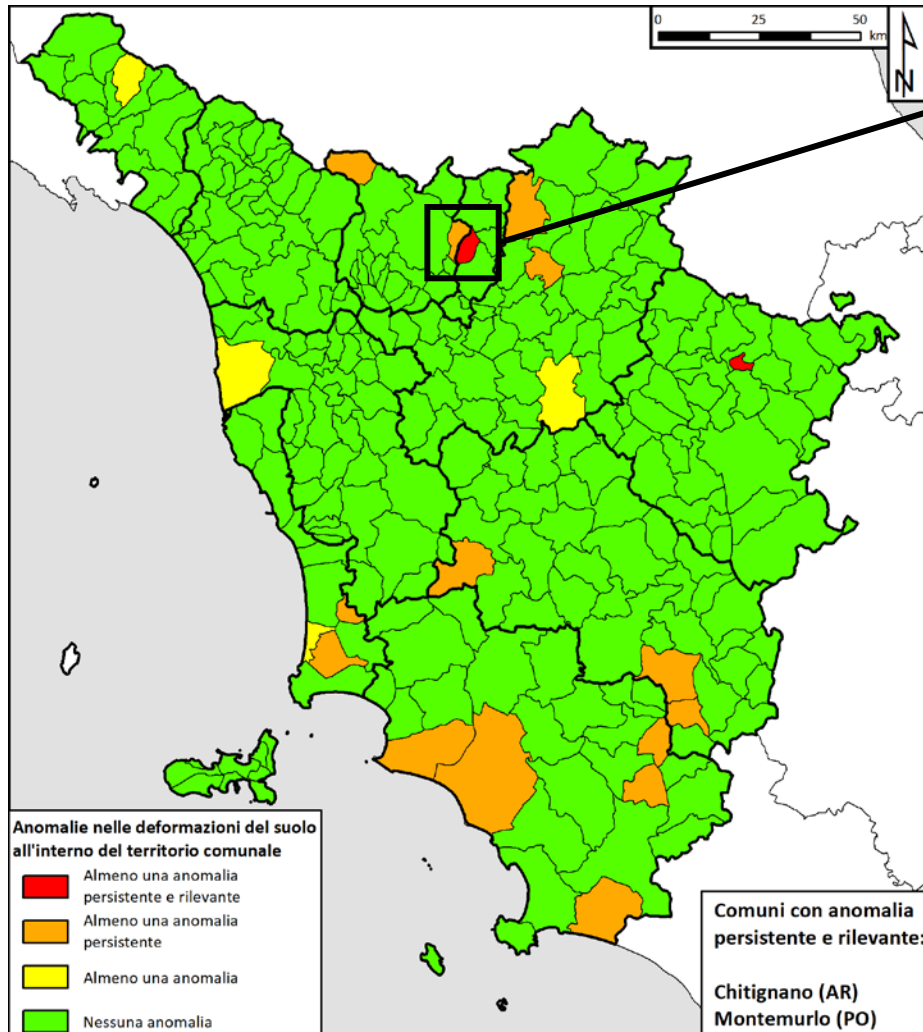 0 25 50
km
N
Anomalie nelle deformazioni del suolo
all'interno del territorio comunale
Almeno una anomalia
persistente e rilevante
Almeno una anomalia
persistente
Almeno una anomalia
Nessuna anomalia
Comuni con anomalia
persistente e rilevante:
Chitignano (AR)
Montemurlo (PO)